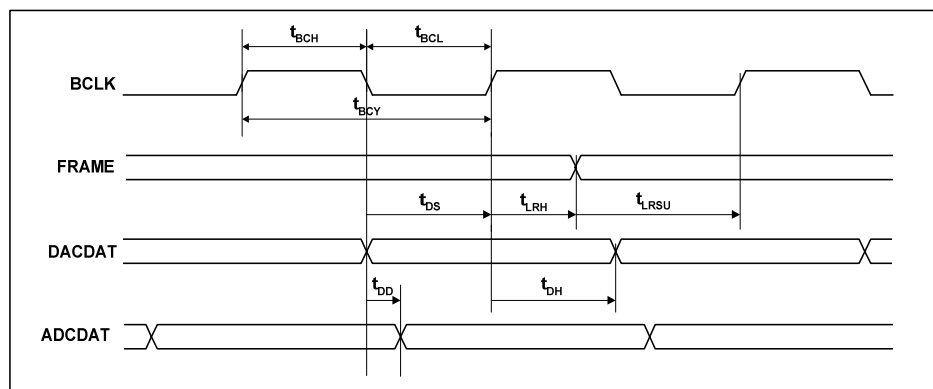 tBCH tBCL
BCLK
tBCY
FRAME
tDS tLRH tLRSU
DACDAT
tDD tDH
ADCDAT